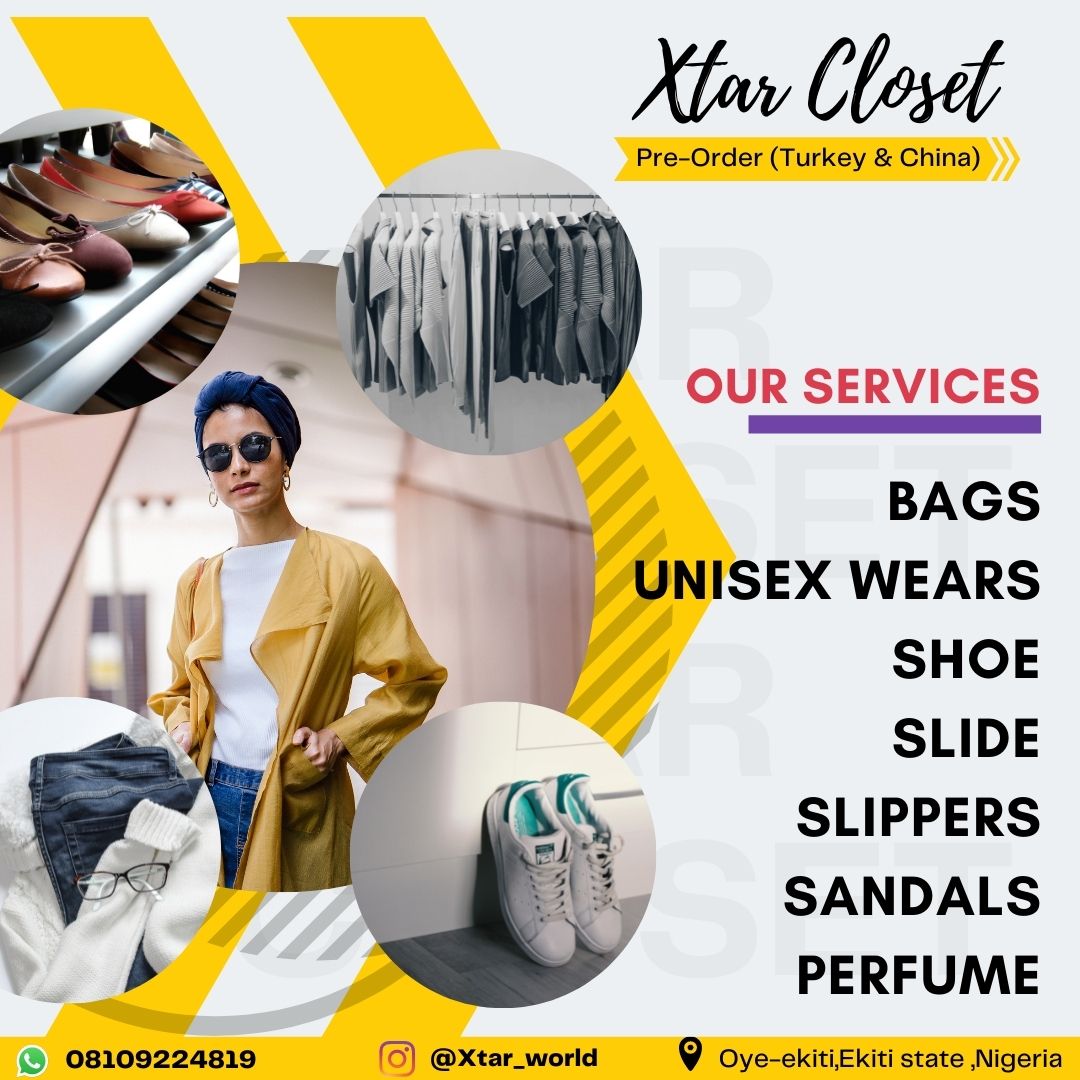 Xtar Closet
Pre-Order (Turkey & China)
OUR SERVICES
BAGS
UNISEX WEARS
SHOE
SLIDE
SLIPPERS
SANDALS
PERFUME
08109224819
@Xtar_world
Oye-ekiti,Ekiti state ,Nigeria